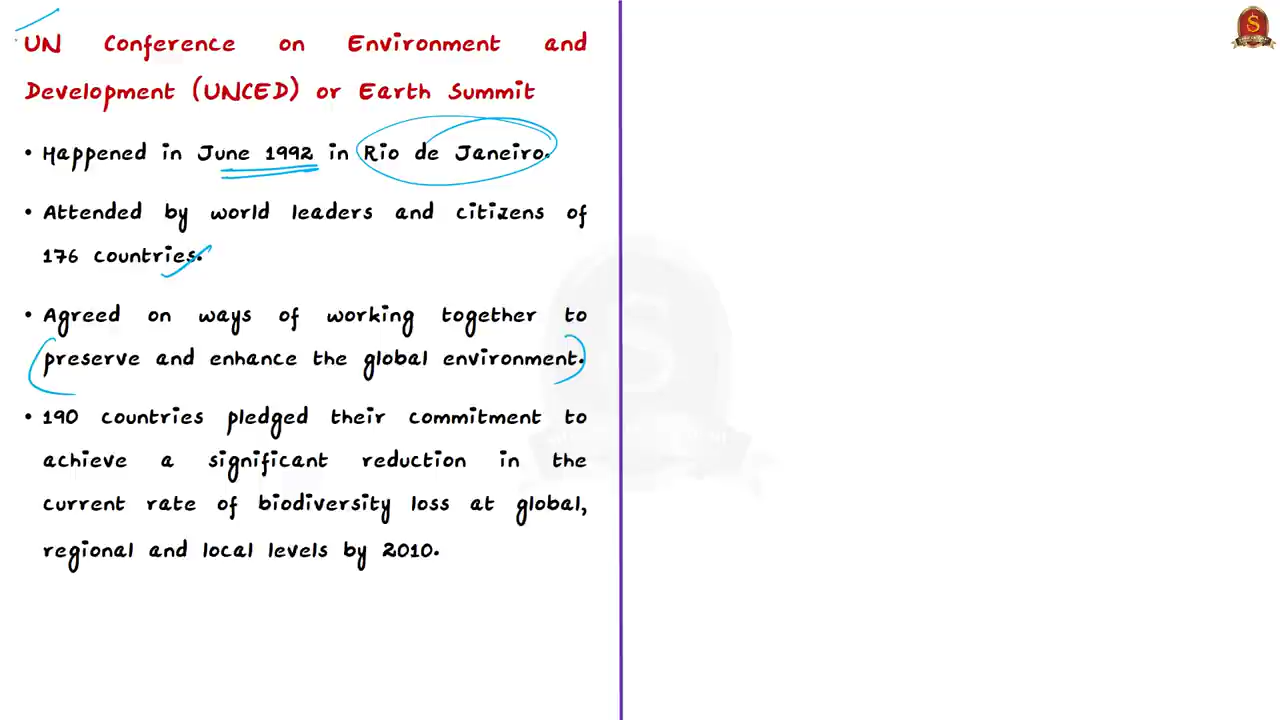 UN Conference on Environment and
Development (UNCED) or Earth Summit
• Happened in June 1992 in Rio de Janeiro.
• Attended by world leaders and citizens of
176 countries.
• Agreed on ways of working together to
preserve and enhance the global environment.
• 190 countries pledged their commitment to
achieve a significant reduction in the
current rate of biodiversity loss at global,
regional and local levels by 2010.
S